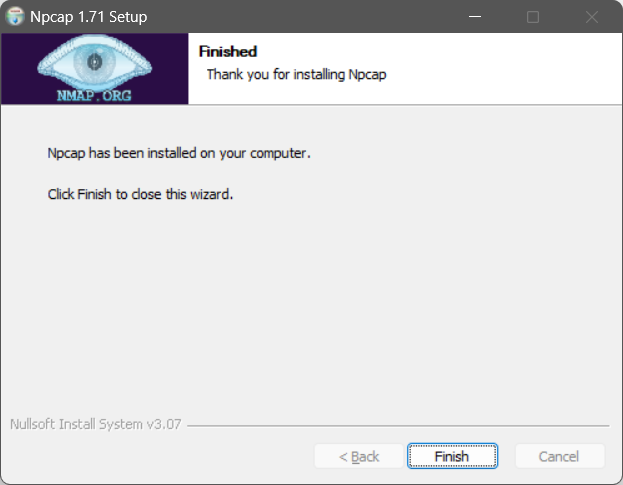 Npcap 1.71 Setup
NMAP.ORG
Finished
Thank you for installing Npcap
Npcap has been installed on your computer.
Click Finish to close this wizard.
Nullsoft Install System v3.07
< Back
Finish
Cancel